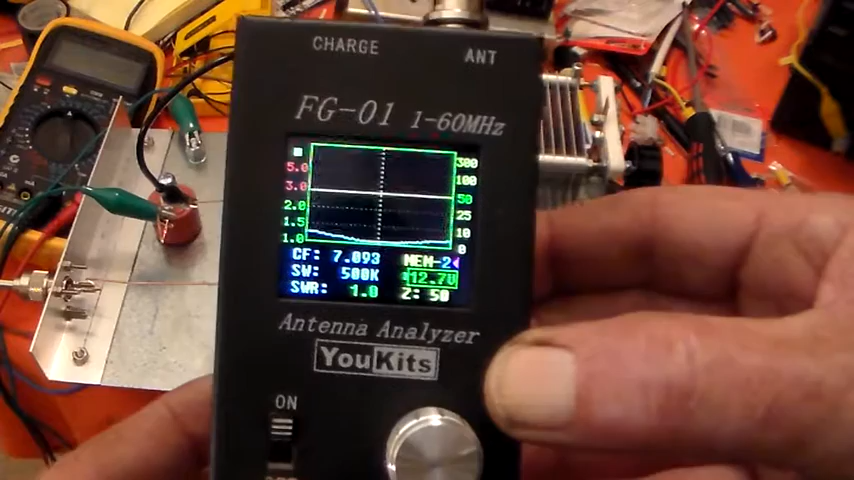 CHARGE
ANT
FG-01 1-60MHz
5.0 300
3.0 100
2.0 50
1.5 25
1.0 10
0
CF: 7.093 MEM-2
SW: 500K 12.7V
SWR: 1.0 Z: 50
Antenna Analyzer
YouKits
ON